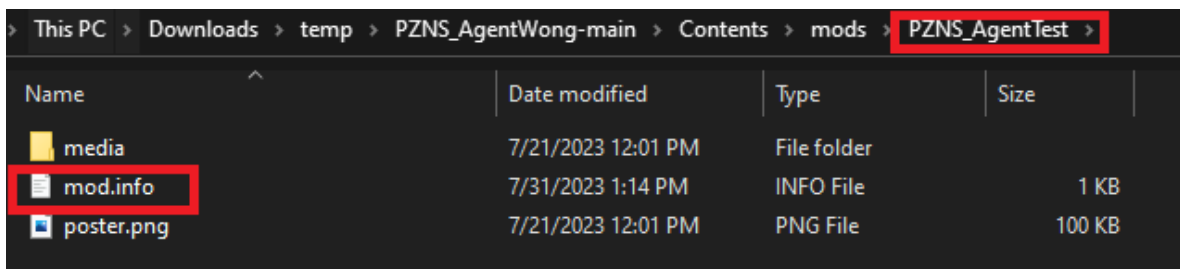 This PC > Downloads > temp > PZNS_AgentWong-main > Contents > mods > PZNS_AgentTest >
Name Date modified Type Size
media 7/21/2023 12:01 PM File folder
mod.info 7/31/2023 1:14 PM INFO File 1 KB
poster.png 7/21/2023 12:01 PM PNG File 100 KB